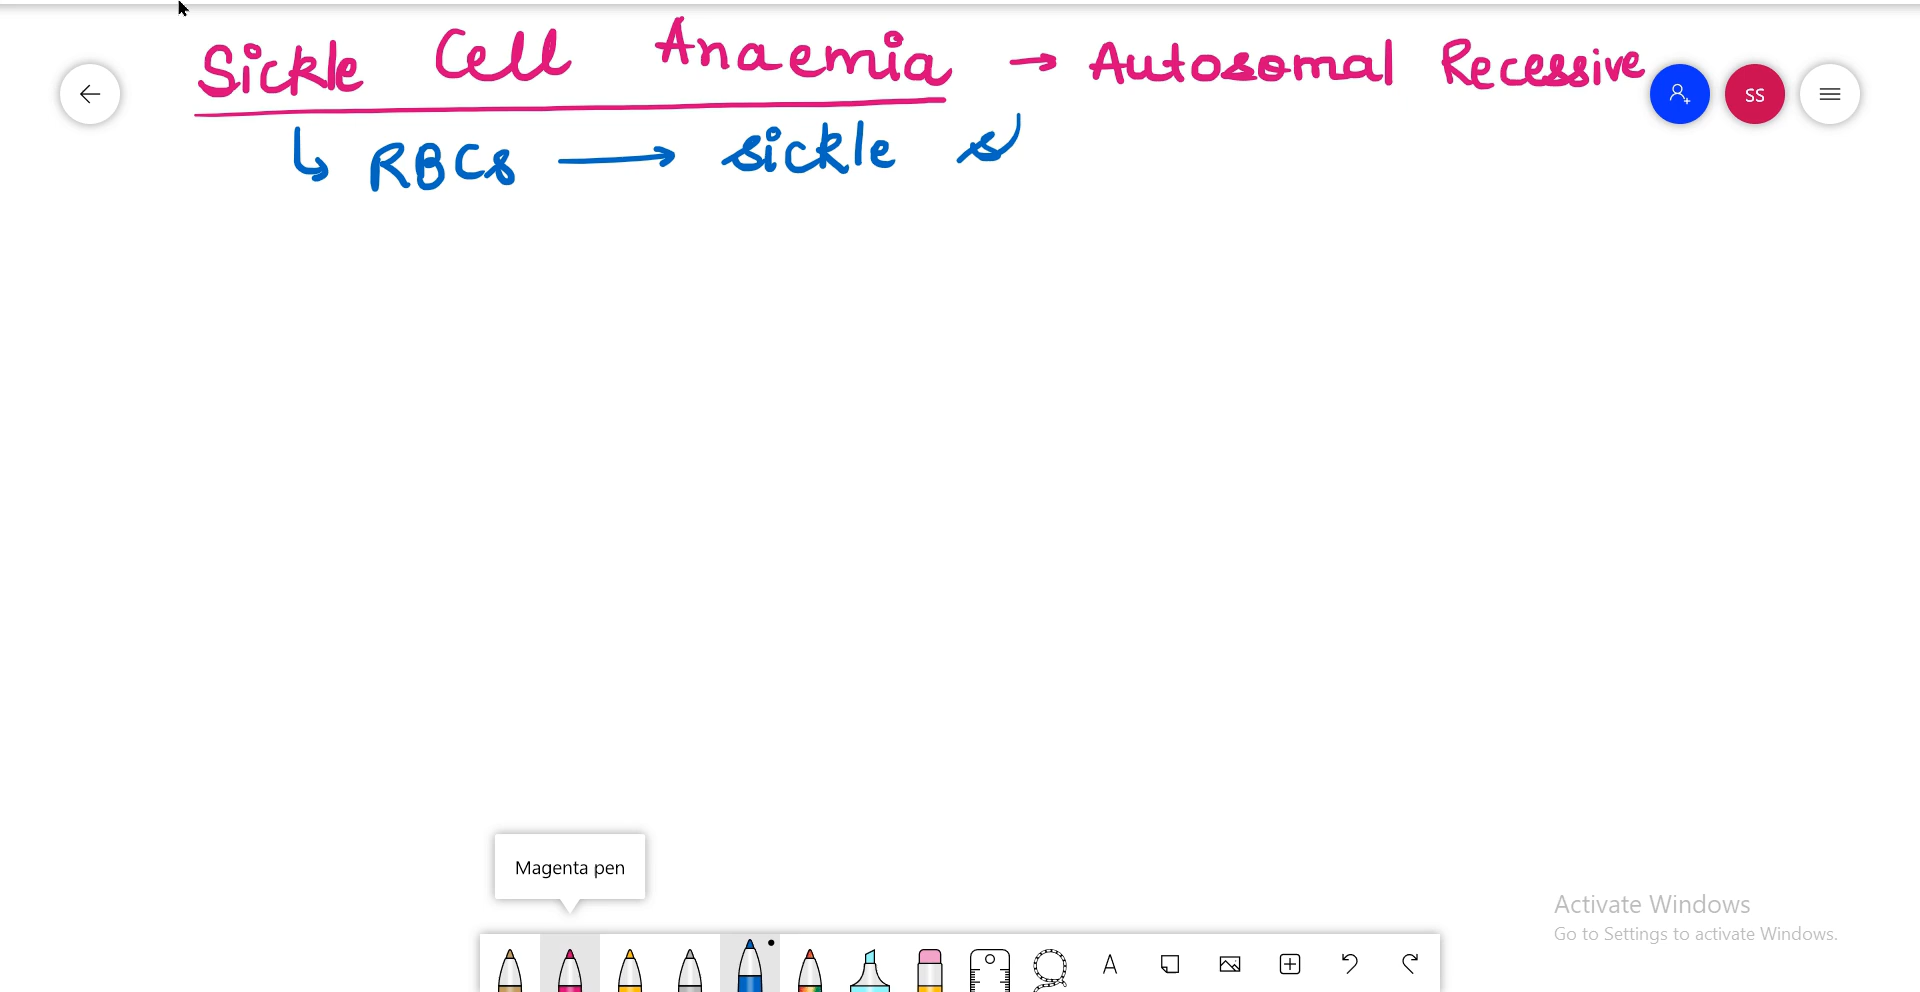 Sickle Cell Anaemia → Autosomal Recessive
SS
↳ RBCs → sickle s
Magenta pen
Activate Windows
Go to Settings to activate Windows.
A